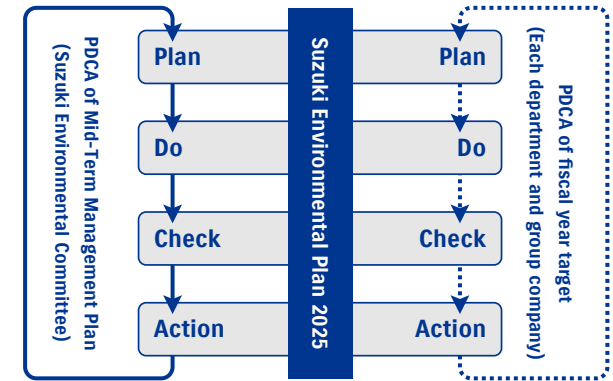 PDCA of Mid-Term Management Plan
(Suzuki Environmental Committee)
Plan
Do
Check
Action
Suzuki Environmental Plan 2025
Plan
Do
Check
Action
PDCA of fiscal year target
(Each department and group company)